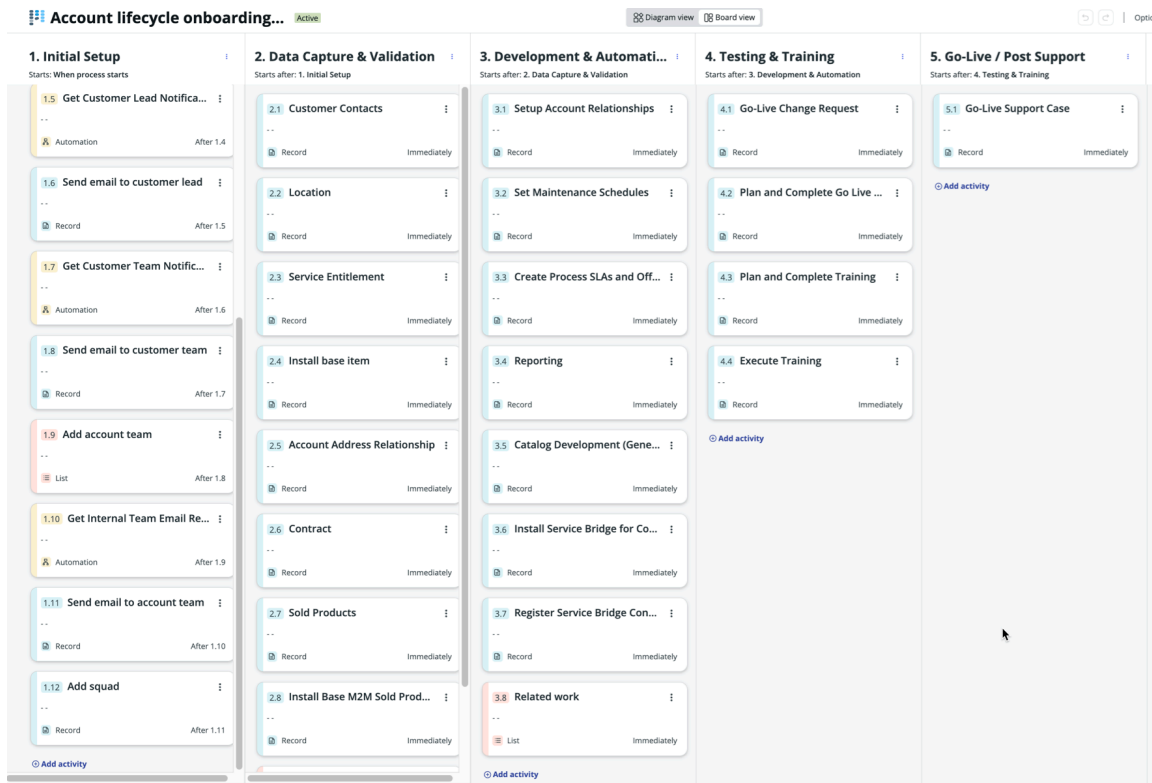 Account lifecycle onboarding...
Active
Diagram view
Board view
Optio
1. Initial Setup
Starts: When process starts
1.5 Get Customer Lead Notifica...
--
Automation After 1.4
1.6 Send email to customer lead
--
Record After 1.5
1.7 Get Customer Team Notific...
--
Automation After 1.6
1.8 Send email to customer team
--
Record After 1.7
1.9 Add account team
--
List After 1.8
1.10 Get Internal Team Email Re...
--
Automation After 1.9
1.11 Send email to account team
--
Record After 1.10
1.12 Add squad
--
Record After 1.11
Add activity
2. Data Capture & Validation
Starts after: 1. Initial Setup
2.1 Customer Contacts
--
Record Immediately
2.2 Location
--
Record Immediately
2.3 Service Entitlement
--
Record Immediately
2.4 Install base item
--
Record Immediately
2.5 Account Address Relationship
--
Record Immediately
2.6 Contract
--
Record Immediately
2.7 Sold Products
--
Record Immediately
2.8 Install Base M2M Sold Prod...
--
Record Immediately
3. Development & Automati...
Starts after: 2. Data Capture & Validation
3.1 Setup Account Relationships
--
Record Immediately
3.2 Set Maintenance Schedules
--
Record Immediately
3.3 Create Process SLAs and Off...
--
Record Immediately
3.4 Reporting
--
Record Immediately
3.5 Catalog Development (Gene...
--
Record Immediately
3.6 Install Service Bridge for Co...
--
Record Immediately
3.7 Register Service Bridge Con...
--
Record Immediately
3.8 Related work
--
List Immediately
Add activity
4. Testing & Training
Starts after: 3. Development & Automation
4.1 Go-Live Change Request
--
Record Immediately
4.2 Plan and Complete Go Live ...
--
Record Immediately
4.3 Plan and Complete Training
--
Record Immediately
4.4 Execute Training
--
Record Immediately
Add activity
5. Go-Live / Post Support
Starts after: 4. Testing & Training
5.1 Go-Live Support Case
--
Record Immediately
Add activity